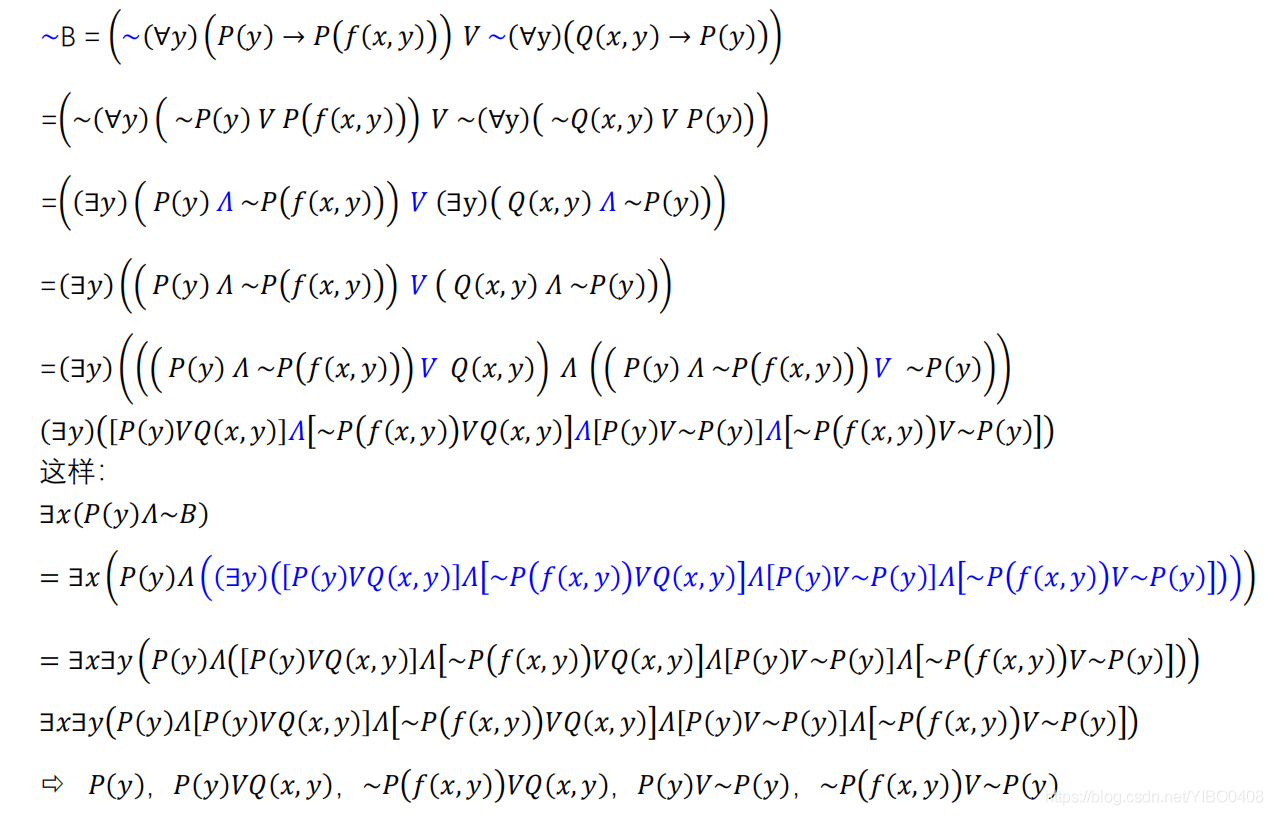 ~B = (~(∀y)(P(y) → P(f(x, y))) V ~(∀y)(Q(x, y) → P(y)))
=(~(∀y)( ~P(y) V P(f(x, y))) V ~(∀y)( ~Q(x, y) V P(y)))
=((∃y)( P(y) Λ ~P(f(x, y))) V (∃y)( Q(x, y) Λ ~P(y)))
=(∃y)(( P(y) Λ ~P(f(x, y))) V ( Q(x, y) Λ ~P(y)))
=(∃y)((( P(y) Λ ~P(f(x, y))) V Q(x, y)) Λ (( P(y) Λ ~P(f(x, y))) V ~P(y)))
(∃y)([P(y)VQ(x, y)]Λ[~P(f(x, y))VQ(x, y)]Λ[P(y)V~P(y)]Λ[~P(f(x, y))V~P(y)])
这样：
∃x(P(y)Λ~B)
= ∃x(P(y)Λ((∃y)([P(y)VQ(x, y)]Λ[~P(f(x, y))VQ(x, y)]Λ[P(y)V~P(y)]Λ[~P(f(x, y))V~P(y)])))
= ∃x∃y(P(y)Λ([P(y)VQ(x, y)]Λ[~P(f(x, y))VQ(x, y)]Λ[P(y)V~P(y)]Λ[~P(f(x, y))V~P(y)]))
∃x∃y(P(y)Λ[P(y)VQ(x, y)]Λ[~P(f(x, y))VQ(x, y)]Λ[P(y)V~P(y)]Λ[~P(f(x, y))V~P(y)])
⇨ P(y)，P(y)VQ(x, y)，~P(f(x, y))VQ(x, y)，P(y)V~P(y)，~P(f(x, y))V~P(y)
https://blog.csdn.net/YIBO0408